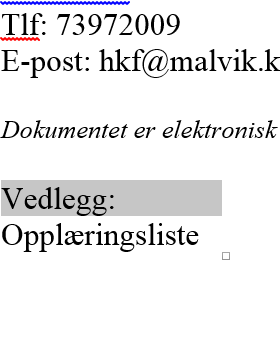 Tlf: 73972009
E-post: hkf@malvik.k
Dokumentet er elektronisk
Vedlegg:
Opplæringsliste